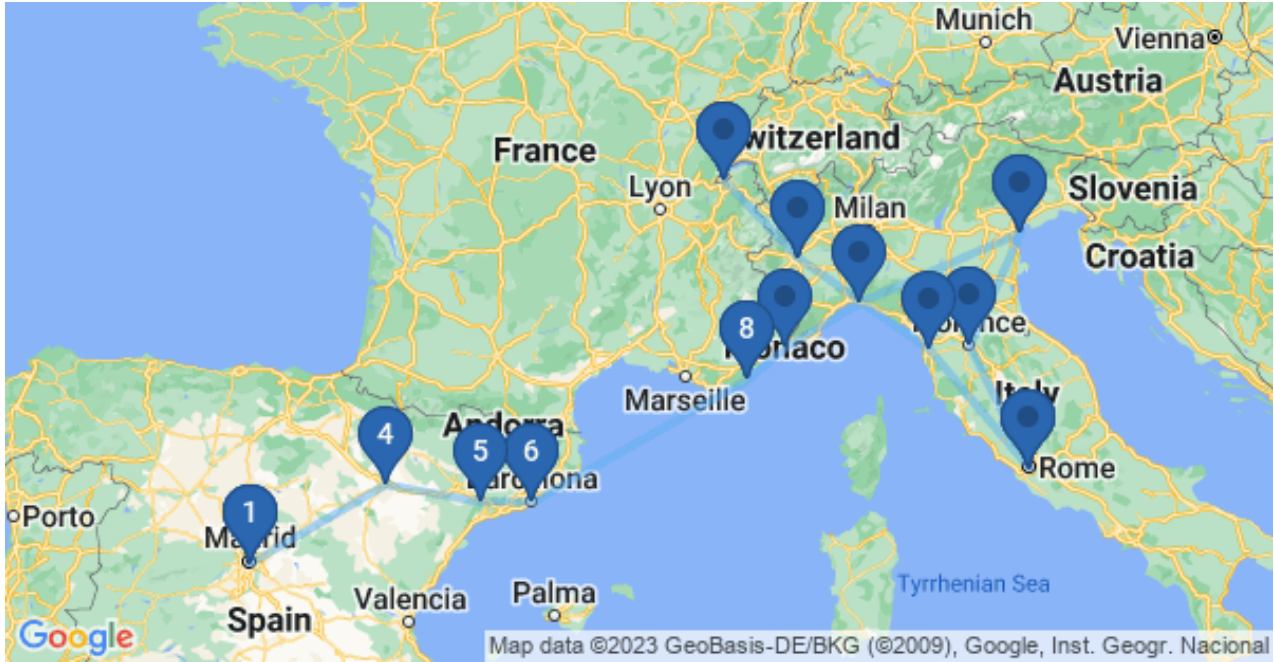 Munich
Vienna
Austria
Switzerland
France
Lyon
Milan
Slovenia
Croatia
8
Florence
Monaco
Marseille
Italy
Andorra
4
5
6
Barcelona
Rome
Porto
1
Madrid
Tyrrhenian Sea
Valencia
Palma
Spain
Google
Map data ©2023 GeoBasis-DE/BKG (©2009), Google, Inst. Geogr. Nacional